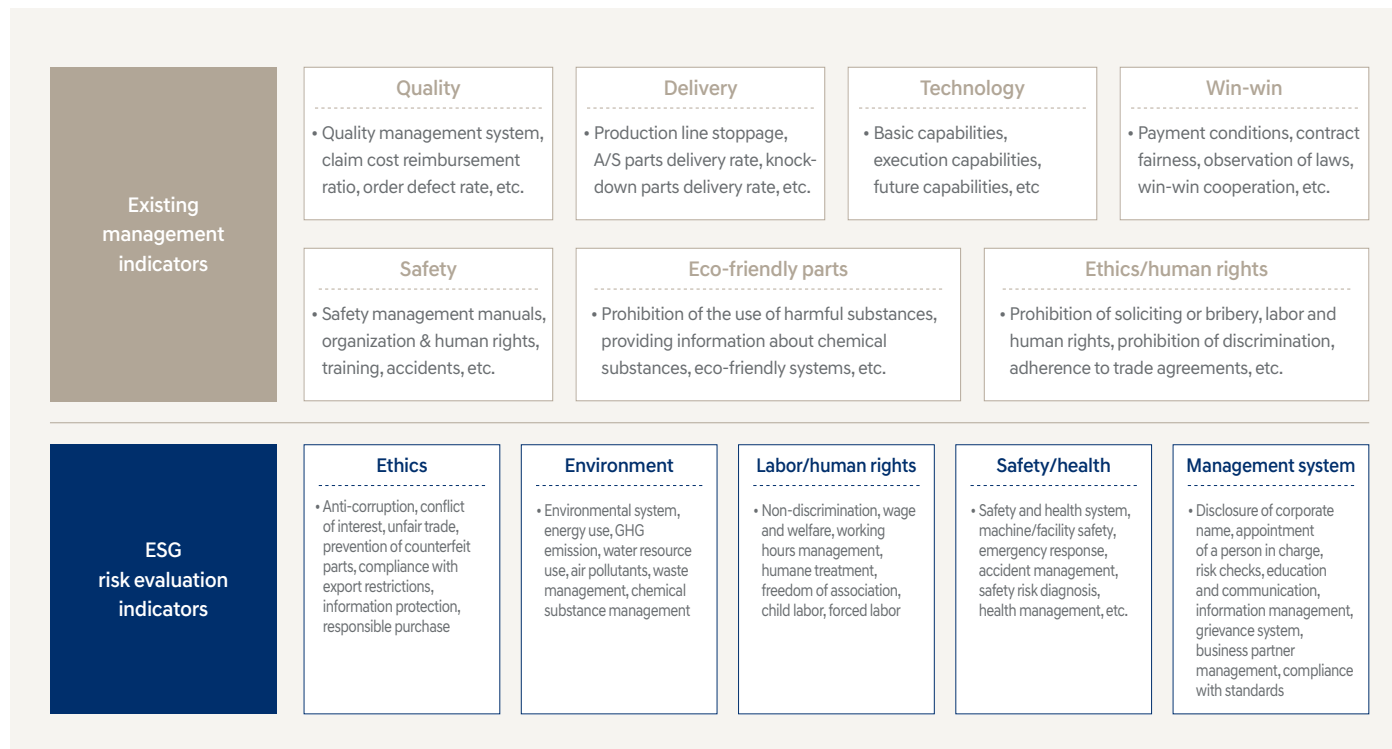 Existing
management
indicators
Quality
• Quality management system,
claim cost reimbursement
ratio, order defect rate, etc.
Delivery
• Production line stoppage,
A/S parts delivery rate, knock-
down parts delivery rate, etc.
Technology
• Basic capabilities,
execution capabilities,
future capabilities, etc
Win-win
• Payment conditions, contract
fairness, observation of laws,
win-win cooperation, etc.
Safety
• Safety management manuals,
organization & human rights,
training, accidents, etc.
Eco-friendly parts
• Prohibition of the use of harmful substances,
providing information about chemical
substances, eco-friendly systems, etc.
Ethics/human rights
• Prohibition of soliciting or bribery, labor and
human rights, prohibition of discrimination,
adherence to trade agreements, etc.
ESG
risk evaluation
indicators
Ethics
• Anti-corruption, conflict
of interest, unfair trade,
prevention of counterfeit
parts, compliance with
export restrictions,
information protection,
responsible purchase
Environment
• Environmental system,
energy use, GHG
emission, water resource
use, air pollutants, waste
management, chemical
substance management
Labor/human rights
• Non-discrimination, wage
and welfare, working
hours management,
humane treatment,
freedom of association,
child labor, forced labor
Safety/health
• Safety and health system,
machine/facility safety,
emergency response,
accident management,
safety risk diagnosis,
health management, etc.
Management system
• Disclosure of corporate
name, appointment
of a person in charge,
risk checks, education
and communication,
information management,
grievance system,
business partner
management, compliance
with standards